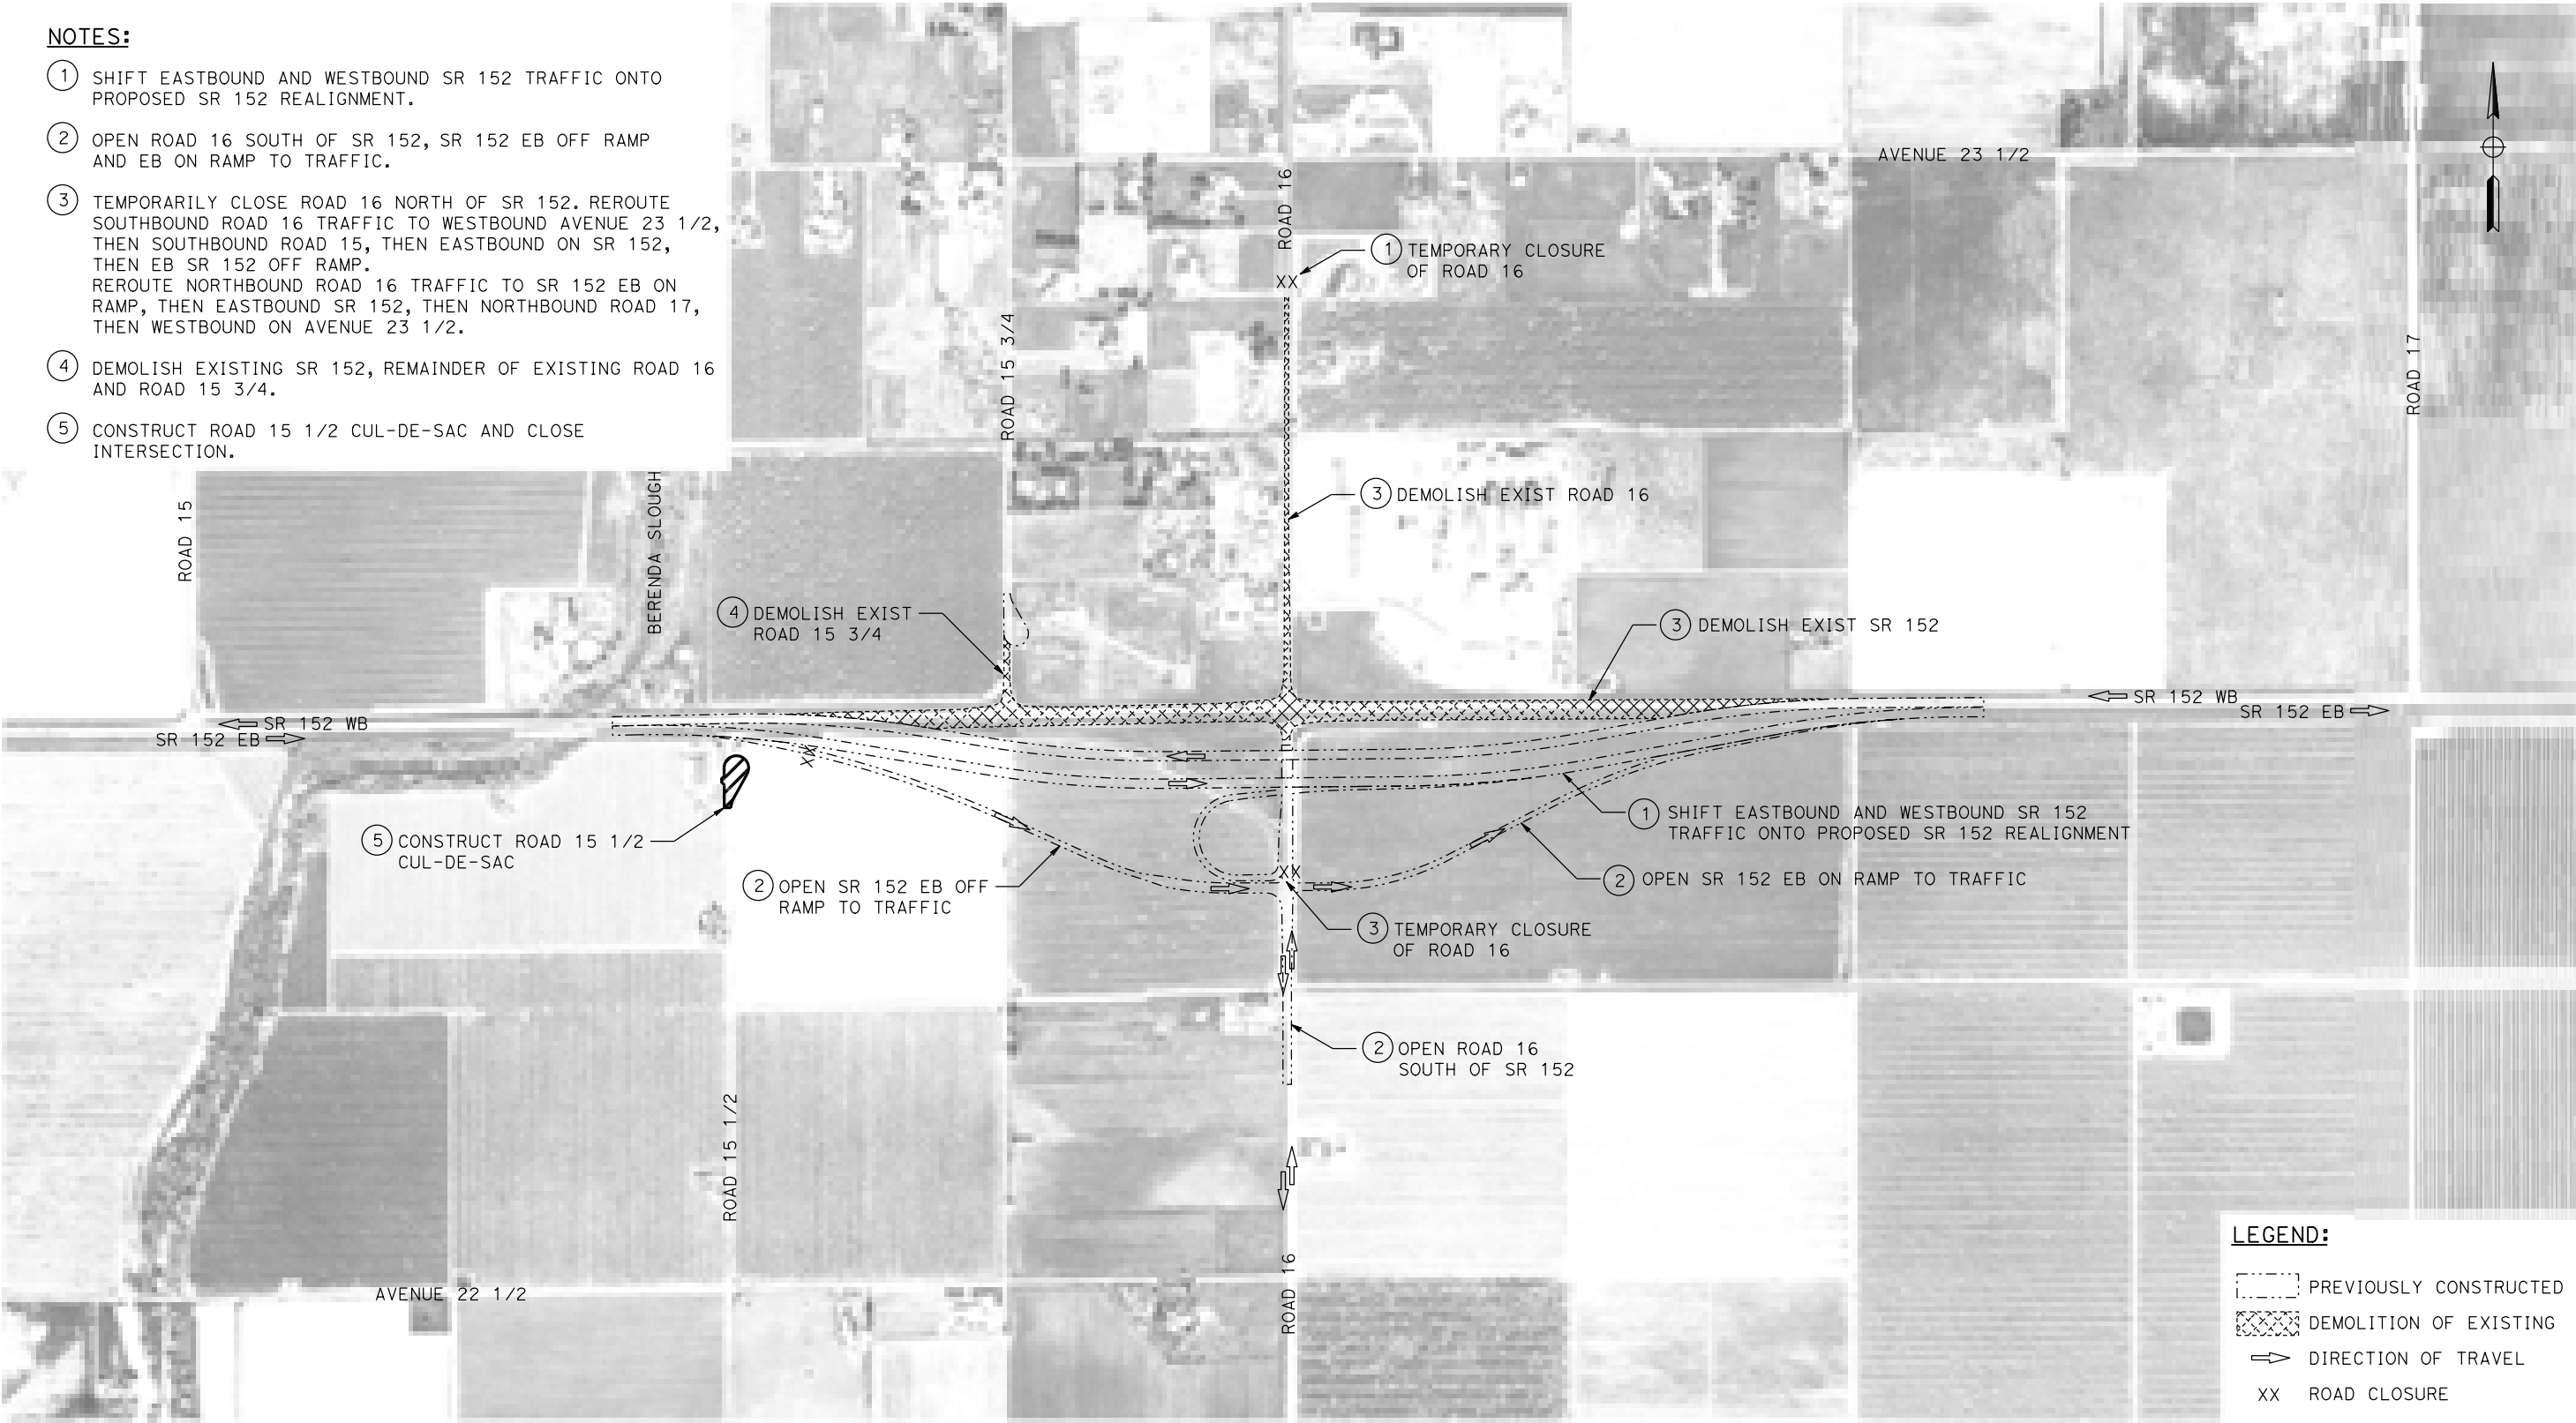 NOTES:
1 SHIFT EASTBOUND AND WESTBOUND SR 152 TRAFFIC ONTO
PROPOSED SR 152 REALIGNMENT.
2 OPEN ROAD 16 SOUTH OF SR 152, SR 152 EB OFF RAMP
AND EB ON RAMP TO TRAFFIC.
3 TEMPORARILY CLOSE ROAD 16 NORTH OF SR 152. REROUTE
SOUTHBOUND ROAD 16 TRAFFIC TO WESTBOUND AVENUE 23 1/2,
THEN SOUTHBOUND ROAD 15, THEN EASTBOUND ON SR 152,
THEN EB SR 152 OFF RAMP.
REROUTE NORTHBOUND ROAD 16 TRAFFIC TO SR 152 EB ON
RAMP, THEN EASTBOUND SR 152, THEN NORTHBOUND ROAD 17,
THEN WESTBOUND ON AVENUE 23 1/2.
4 DEMOLISH EXISTING SR 152, REMAINDER OF EXISTING ROAD 16
AND ROAD 15 3/4.
5 CONSTRUCT ROAD 15 1/2 CUL-DE-SAC AND CLOSE
INTERSECTION.
AVENUE 23 1/2
ROAD 16
1 TEMPORARY CLOSURE
OF ROAD 16
XX
ROAD 15 3/4
ROAD 17
ROAD 15
BERENDA SLOUGH
3 DEMOLISH EXIST ROAD 16
4 DEMOLISH EXIST
ROAD 15 3/4
3 DEMOLISH EXIST SR 152
SR 152 WB
SR 152 EB
SR 152 WB
SR 152 EB
XX
1 SHIFT EASTBOUND AND WESTBOUND SR 152
TRAFFIC ONTO PROPOSED SR 152 REALIGNMENT
5 CONSTRUCT ROAD 15 1/2
CUL-DE-SAC
2 OPEN SR 152 EB OFF
RAMP TO TRAFFIC
XX
2 OPEN SR 152 EB ON RAMP TO TRAFFIC
3 TEMPORARY CLOSURE
OF ROAD 16
2 OPEN ROAD 16
SOUTH OF SR 152
ROAD 15 1/2
AVENUE 22 1/2
ROAD 16
LEGEND:
PREVIOUSLY CONSTRUCTED
DEMOLITION OF EXISTING
DIRECTION OF TRAVEL
XX ROAD CLOSURE